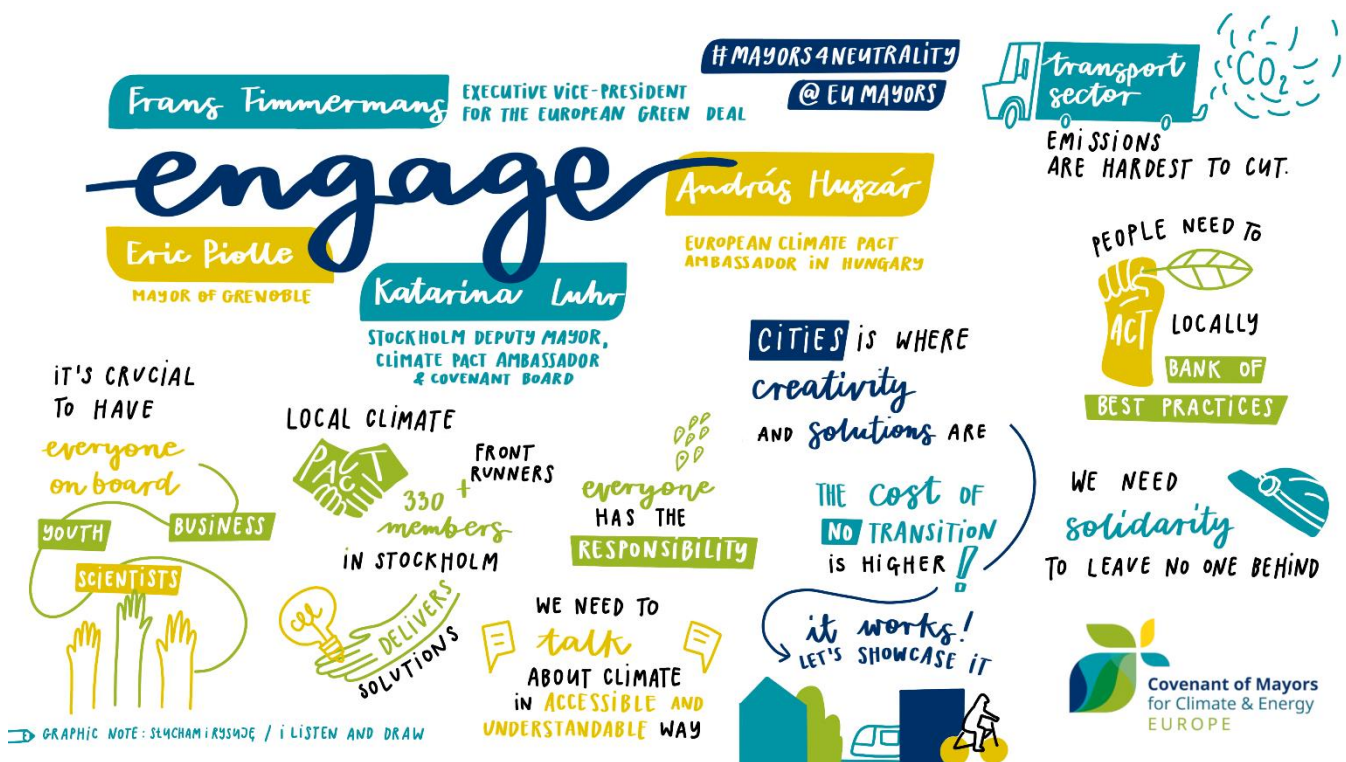 #MAYORS4NEUTRALITY
@ EU MAYORS
Frans Timmermans
EXECUTIVE VICE-PRESIDENT
FOR THE EUROPEAN GREEN DEAL
engage
András Huszár
EUROPEAN CLIMATE PACT
AMBASSADOR IN HUNGARY
Eric Piolle
MAYOR OF GRENOBLE
Katarina Luhr
STOCKHOLM DEPUTY MAYOR,
CLIMATE PACT AMBASSADOR
& COVENANT BOARD
transport
sector
CO2
EMISSIONS
ARE HARDEST TO CUT.
PEOPLE NEED TO
ACT
LOCALLY
BANK OF
BEST PRACTICES
IT'S CRUCIAL
TO HAVE
everyone
on board
YOUTH
BUSINESS
SCIENTISTS
LOCAL CLIMATE
PACT
330 +
members
FRONT
RUNNERS
IN STOCKHOLM
DELIVERS
SOLUTIONS
everyone
HAS THE
RESPONSIBILITY
WE NEED TO
talk
ABOUT CLIMATE
IN ACCESSIBLE AND
UNDERSTANDABLE WAY
CITIES IS WHERE
creativity
AND solutions ARE
THE cost OF
NO TRANSITION
IS HIGHER!
it works!
LET'S SHOWCASE IT
WE NEED
solidarity
TO LEAVE NO ONE BEHIND
Covenant of Mayors
for Climate & Energy
EUROPE
GRAPHIC NOTE: SŁUCHAM I RYSUJĘ / I LISTEN AND DRAW